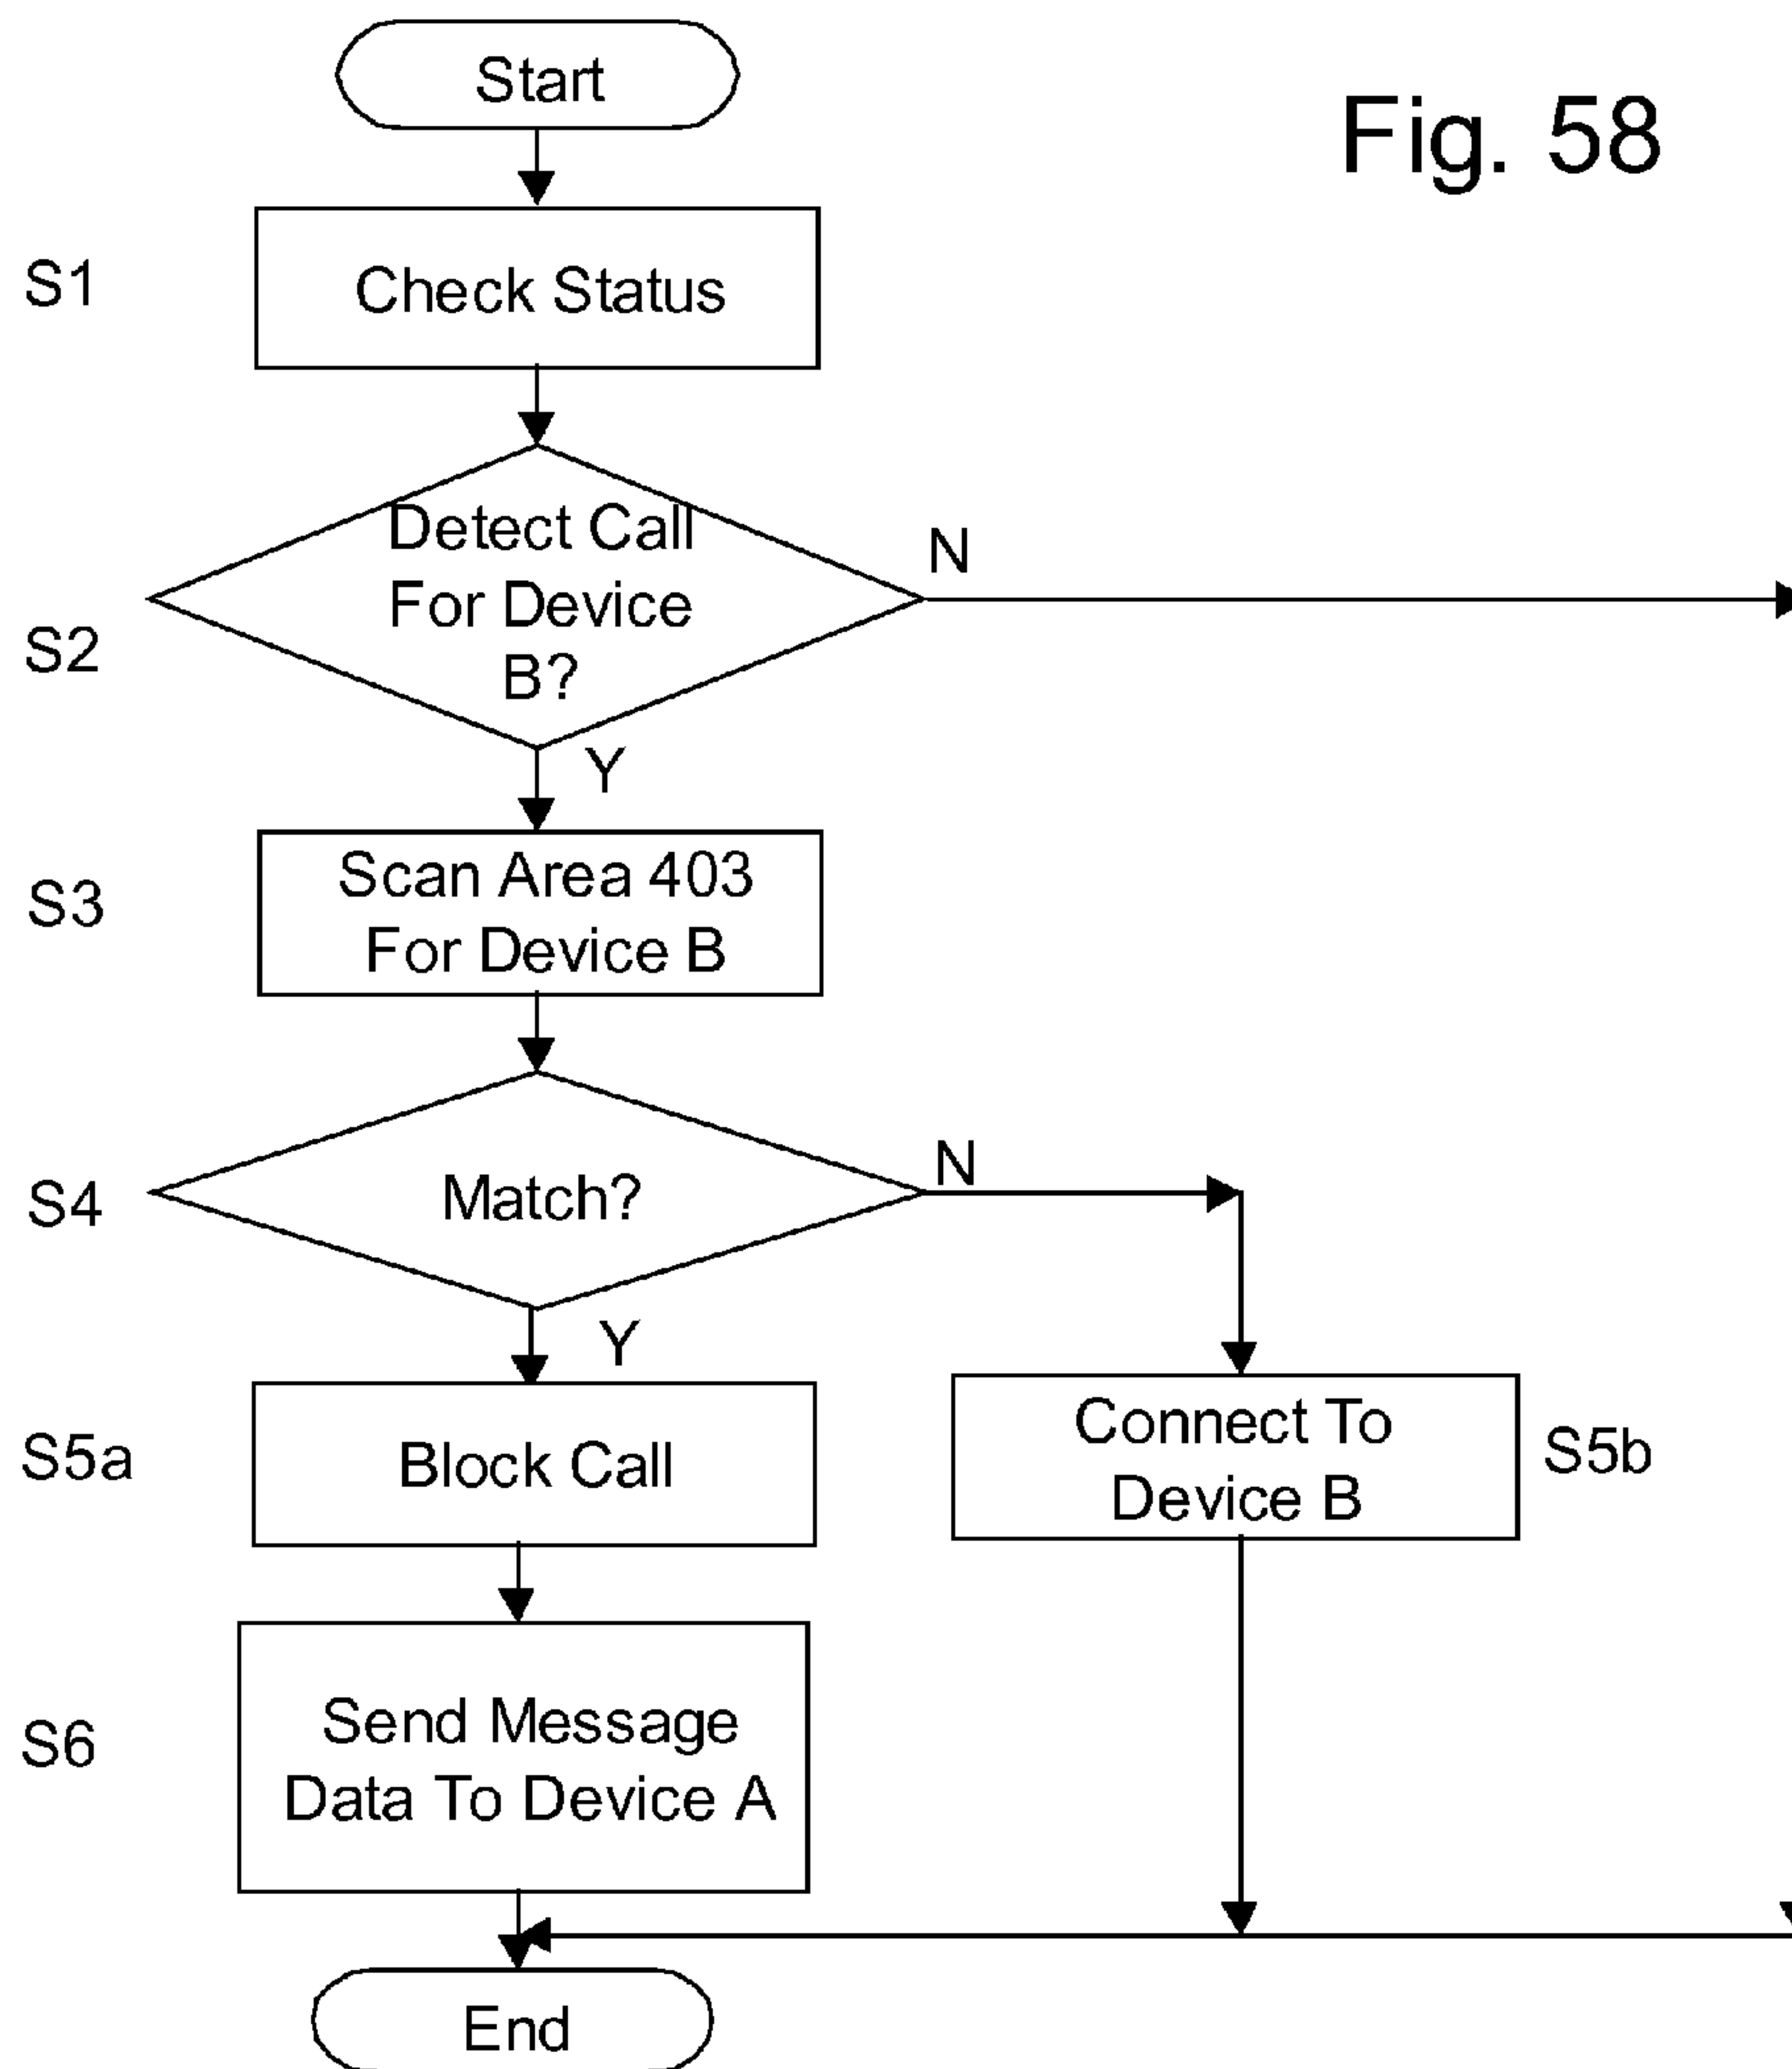 Start
Fig. 58
S1
Check Status
Detect Call
For Device
B?
N
S2
Y
S3
Scan Area 403
For Device B
N
S4
Match?
Y
S5a
Block Call
Connect To
Device B
S5b
S6
Send Message
Data To Device A
End